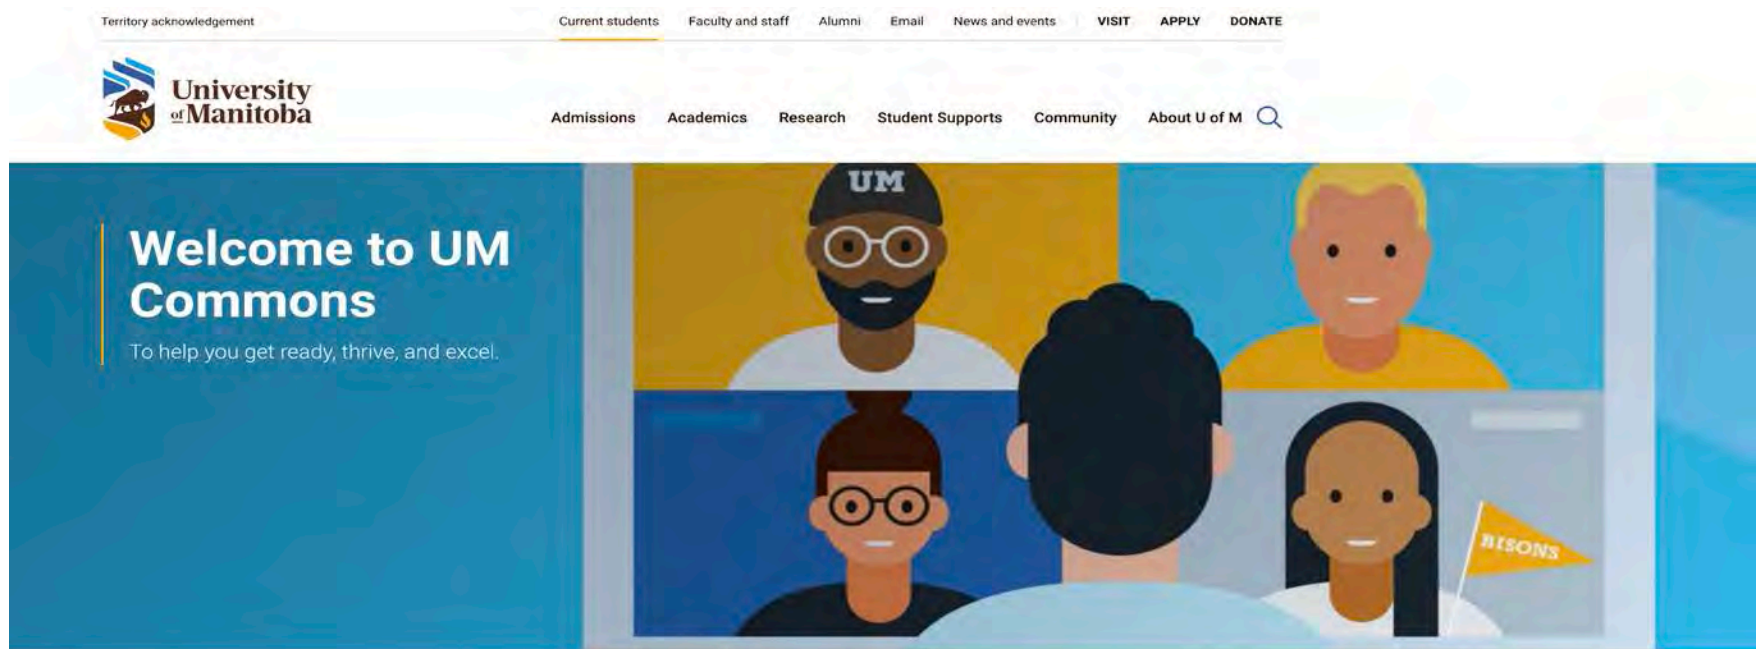 Territory acknowledgement
Current students Faculty and staff Alumni Email News and events VISIT APPLY DONATE
University
of Manitoba
Admissions Academics Research Student Supports Community About U of M
UM
Welcome to UM
Commons
To help you get ready, thrive, and excel.
BISONS